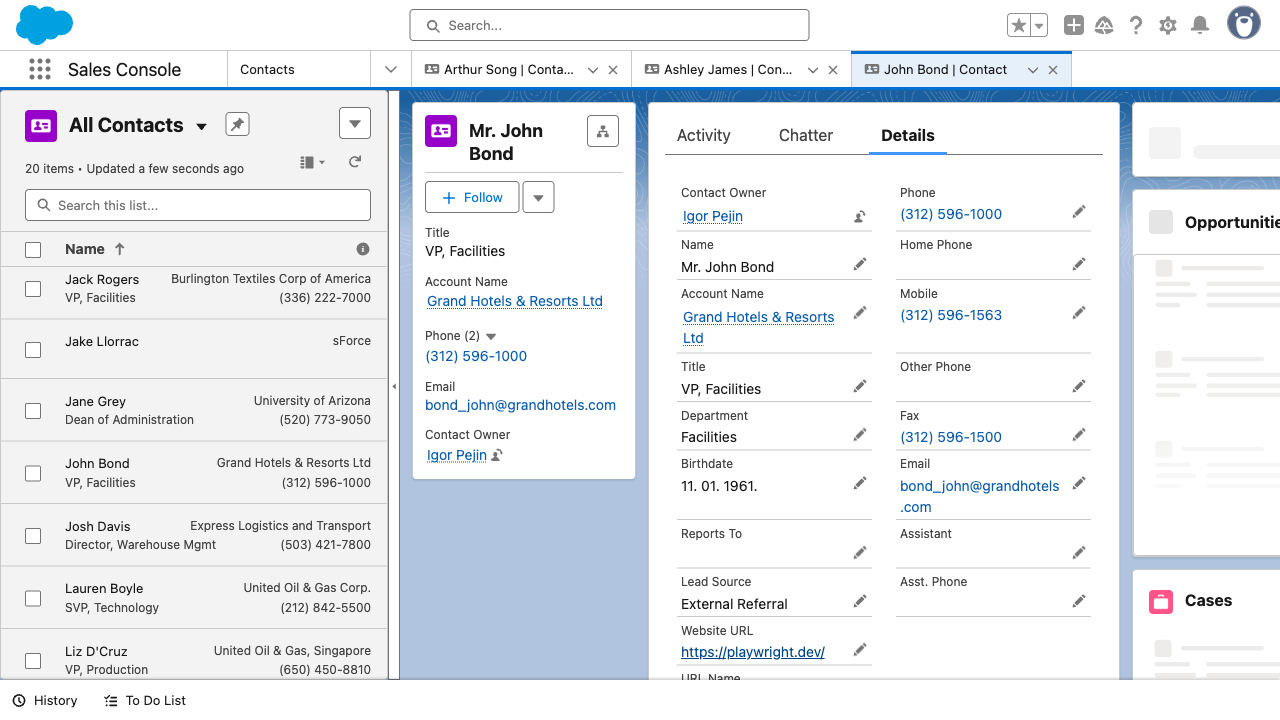 Search...
Sales Console
Contacts
Arthur Song | Conta...
Ashley James | Con...
John Bond | Contact
All Contacts
20 items • Updated a few seconds ago
Search this list...
Name
Jack Rogers
Burlington Textiles Corp of America
VP, Facilities
(336) 222-7000
Jake Llorrac
sForce
Jane Grey
University of Arizona
Dean of Administration
(520) 773-9050
John Bond
Grand Hotels & Resorts Ltd
VP, Facilities
(312) 596-1000
Josh Davis
Express Logistics and Transport
Director, Warehouse Mgmt
(503) 421-7800
Lauren Boyle
United Oil & Gas Corp.
SVP, Technology
(212) 842-5500
Liz D'Cruz
United Oil & Gas, Singapore
VP, Production
(650) 450-8810
Mr. John
Bond
Follow
Title
VP, Facilities
Account Name
Grand Hotels & Resorts Ltd
Phone (2)
(312) 596-1000
Email
bond_john@grandhotels.com
Contact Owner
Igor Pejin
Activity
Chatter
Details
Contact Owner
Igor Pejin
Phone
(312) 596-1000
Name
Mr. John Bond
Home Phone
Account Name
Grand Hotels & Resorts
Ltd
Mobile
(312) 596-1563
Title
VP, Facilities
Other Phone
Department
Facilities
Fax
(312) 596-1500
Birthdate
11. 01. 1961.
Email
bond_john@grandhotels
.com
Reports To
Assistant
Lead Source
External Referral
Asst. Phone
Website URL
https://playwright.dev/
URL Name
Opportunitie
Cases
History
To Do List